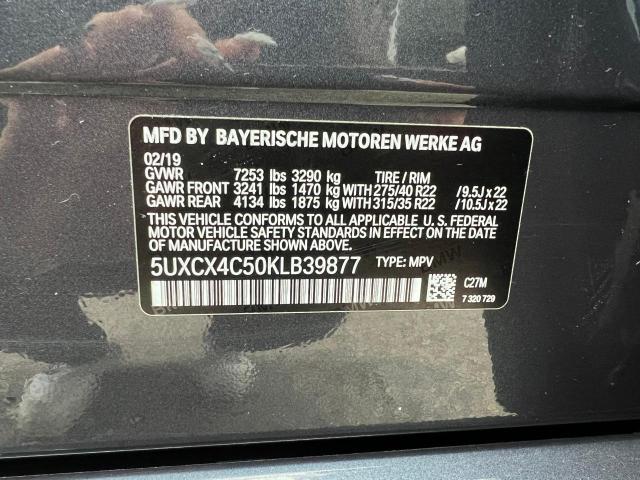 MFD BY BAYERISCHE MOTOREN WERKE AG
02/19
GVWR 7253 lbs 3290 kg TIRE / RIM
GAWR FRONT 3241 lbs 1470 kg WITH 275/40 R22 /9.5J x 22
GAWR REAR 4134 lbs 1875 kg WITH 315/35 R22 /10.5J x 22
THIS VEHICLE CONFORMS TO ALL APPLICABLE U. S. FEDERAL
MOTOR VEHICLE SAFETY STANDARDS IN EFFECT ON THE DATE
OF MANUFACTURE SHOWN ABOVE.
5UXCX4C50KLB39877 TYPE: MPV
C27M
7 320 729